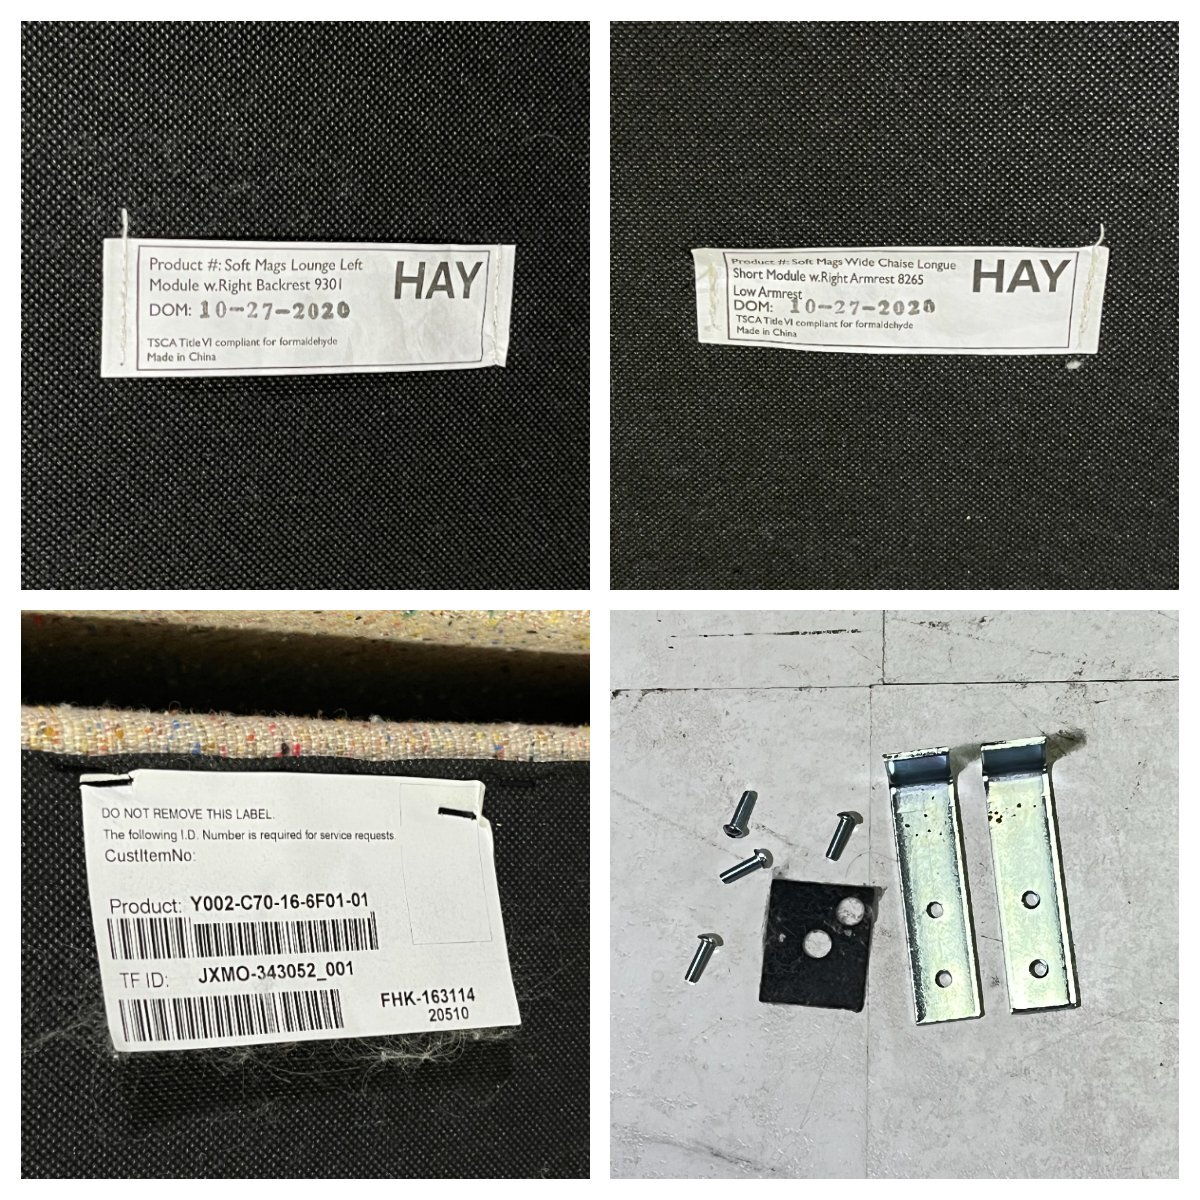 Product #: Soft Mags Lounge Left
Module w.Right Backrest 9301
HAY
DOM: 10-27-2020
TSCA Title VI compliant for formaldehyde
Made in China
Product #: Soft Mags Wide Chaise Longue
Short Module w.Right Armrest 8265
Low Armrest
HAY
DOM: 10-27-2020
TSCA Title VI compliant for formaldehyde
Made in China
DO NOT REMOVE THIS LABEL.
The following I.D. Number is required for service requests.
CustItemNo:
Product: Y002-C70-16-6F01-01
TF ID: JXMO-343052_001
FHK-163114
20510